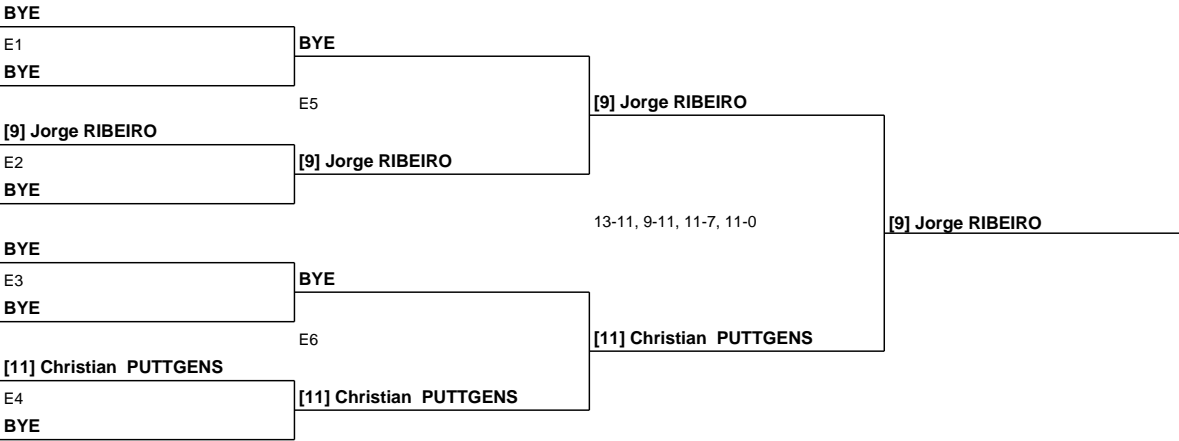 BYE
E1
BYE
BYE
E5
[9] Jorge RIBEIRO
[9] Jorge RIBEIRO
E2
[9] Jorge RIBEIRO
BYE
13-11, 9-11, 11-7, 11-0
[9] Jorge RIBEIRO
BYE
E3
BYE
BYE
E6
[11] Christian  PUTTGENS
[11] Christian  PUTTGENS
E4
[11] Christian  PUTTGENS
BYE